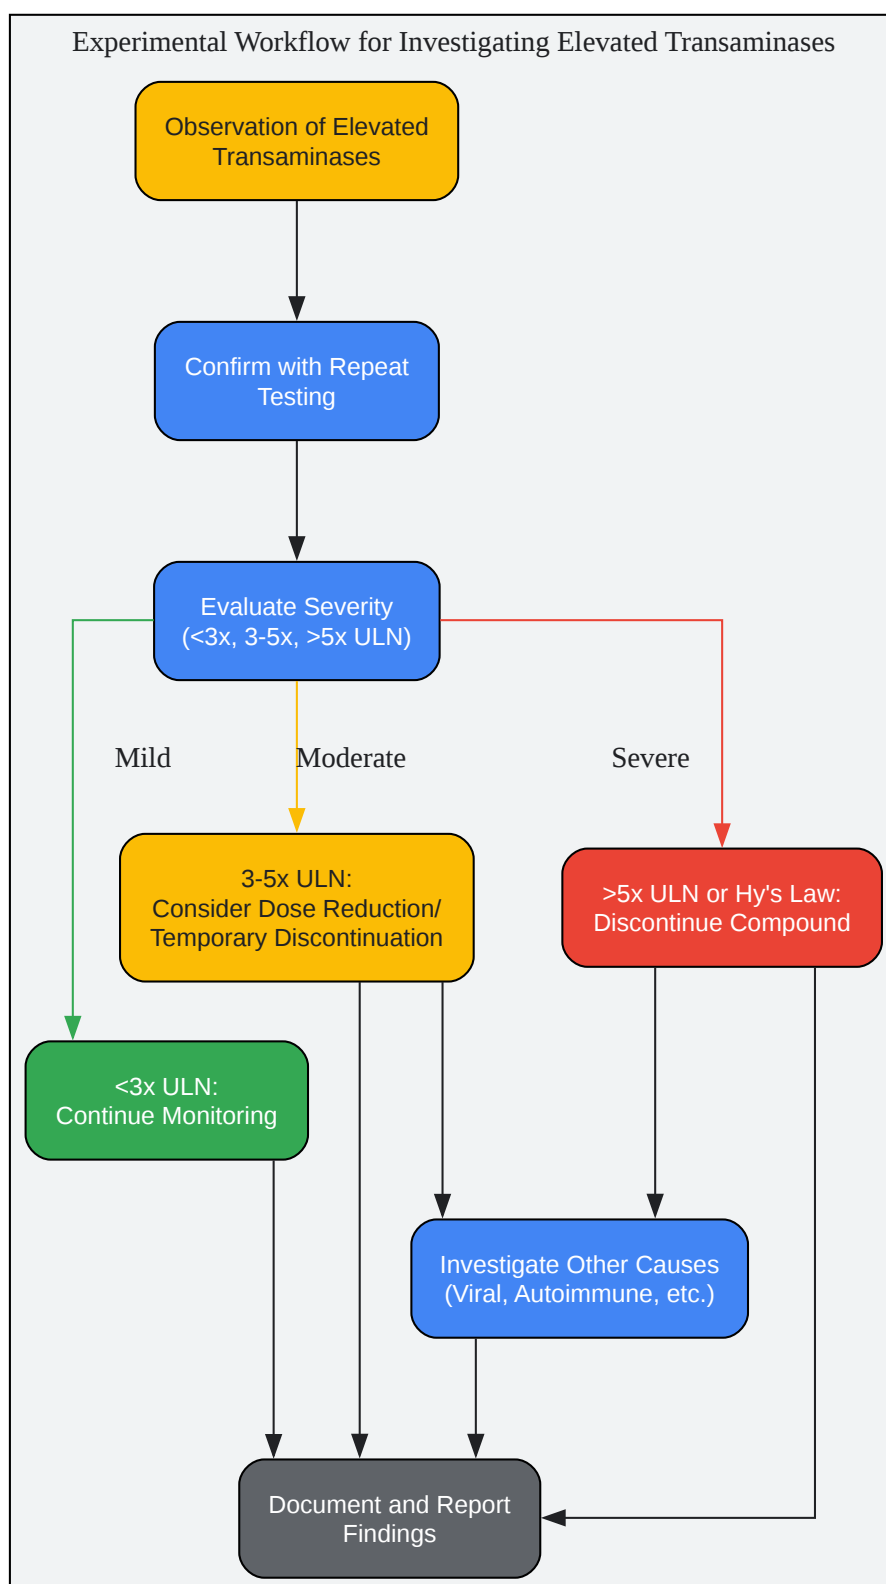 Experimental Workflow for Investigating Elevated Transaminases
Observation of Elevated
Transaminases
Confirm with Repeat
Testing
Evaluate Severity
(<3x, 3-5x, >5x ULN)
Mild
Moderate
Severe
3-5x ULN:
Consider Dose Reduction/
Temporary Discontinuation
>5x ULN or Hy's Law:
Discontinue Compound
<3x ULN:
Continue Monitoring
Investigate Other Causes
(Viral, Autoimmune, etc.)
Document and Report
Findings